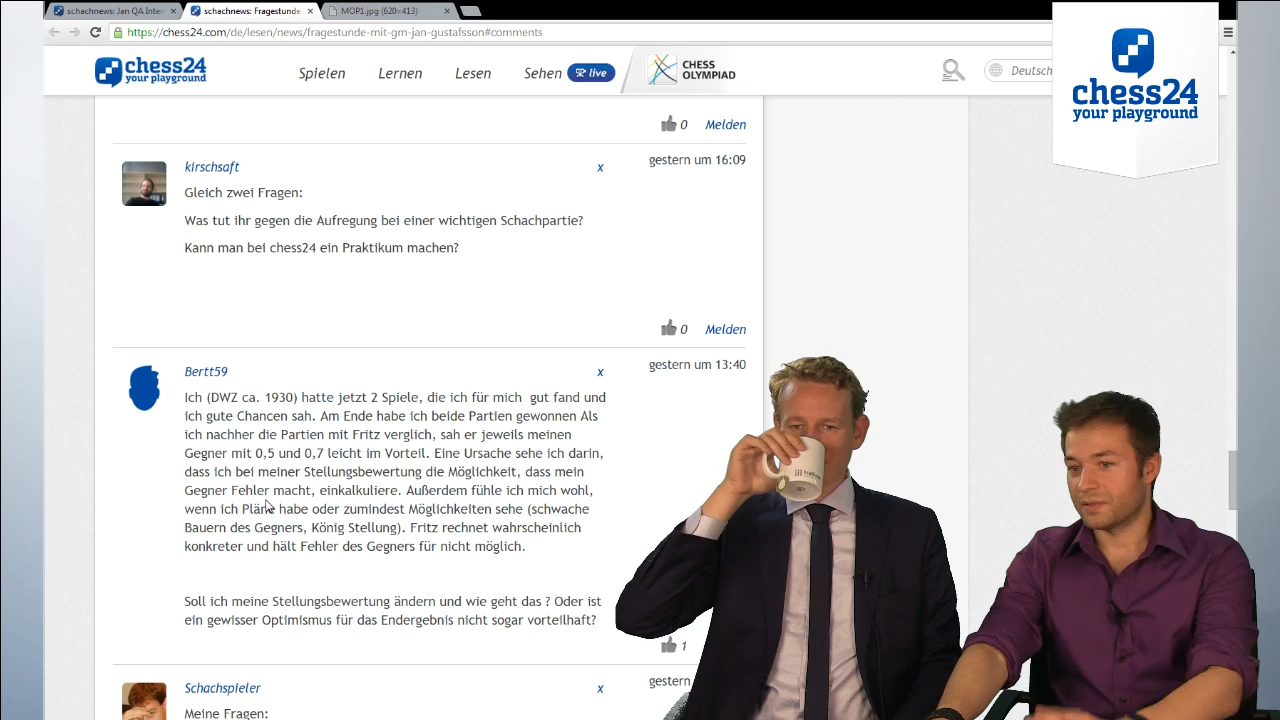 schachnews: Jan QA Inter
schachnews: Fragestunde
MOP1.jpg (620×413)
https://chess24.com/de/lesen/news/fragestunde-mit-gm-jan-gustafsson#comments
chess24
your playground
Spielen
Lernen
Lesen
Sehen
live
CHESS
OLYMPIAD
Deutsch
chess24
your playground
0 Melden
kirschsaft
x
gestern um 16:09
Gleich zwei Fragen:
Was tut ihr gegen die Aufregung bei einer wichtigen Schachpartie?
Kann man bei chess24 ein Praktikum machen?
0 Melden
Bertt59
x
gestern um 13:40
Ich (DWZ ca. 1930) hatte jetzt 2 Spiele, die ich für mich gut fand und
ich gute Chancen sah. Am Ende habe ich beide Partien gewonnen Als
ich nachher die Partien mit Fritz verglich, sah er jeweils meinen
Gegner mit 0,5 und 0,7 leicht im Vorteil. Eine Ursache sehe ich darin,
dass ich bei meiner Stellungsbewertung die Möglichkeit, dass mein
Gegner Fehler macht, einkalkuliere. Außerdem fühle ich mich wohl,
wenn ich Pläne habe oder zumindest Möglichkeiten sehe (schwache
Bauern des Gegners, König Stellung). Fritz rechnet wahrscheinlich
konkreter und hält Fehler des Gegners für nicht möglich.
Soll ich meine Stellungsbewertung ändern und wie geht das ? Oder ist
ein gewisser Optimismus für das Endergebnis nicht sogar vorteilhaft?
1
Schachspieler
x
gestern
Meine Fragen: